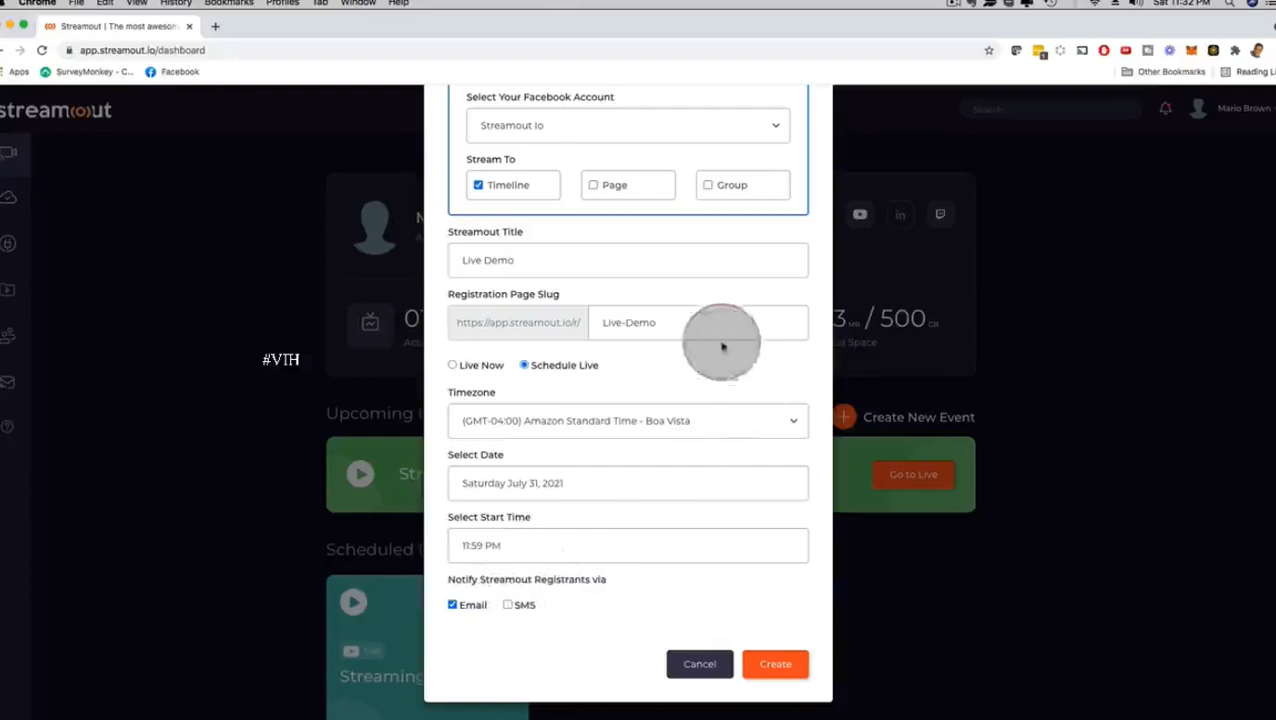 Chrome File Edit View History Bookmarks Profiles Tab Window Help Sat 11:32 PM
Streamout | The most awesom
app.streamout.io/dashboard
Apps SurveyMonkey - C... Facebook Other Bookmarks Reading
streamout Search... Mario Brown
Select Your Facebook Account
Streamout Io
Stream To
Timeline Page Group
Streamout Title
Live Demo
Registration Page Slug
https://app.streamout.io/r/ Live-Demo
/ 500 GB
Space
#VIH
Live Now Schedule Live
Timezone
(GMT-04:00) Amazon Standard Time - Boa Vista
Upcoming
Create New Event
Select Date
Saturday July 31, 2021
Go to Live
Select Start Time
11:59 PM
Scheduled
Notify Streamout Registrants via
Email SMS
Cancel Create
Streaming